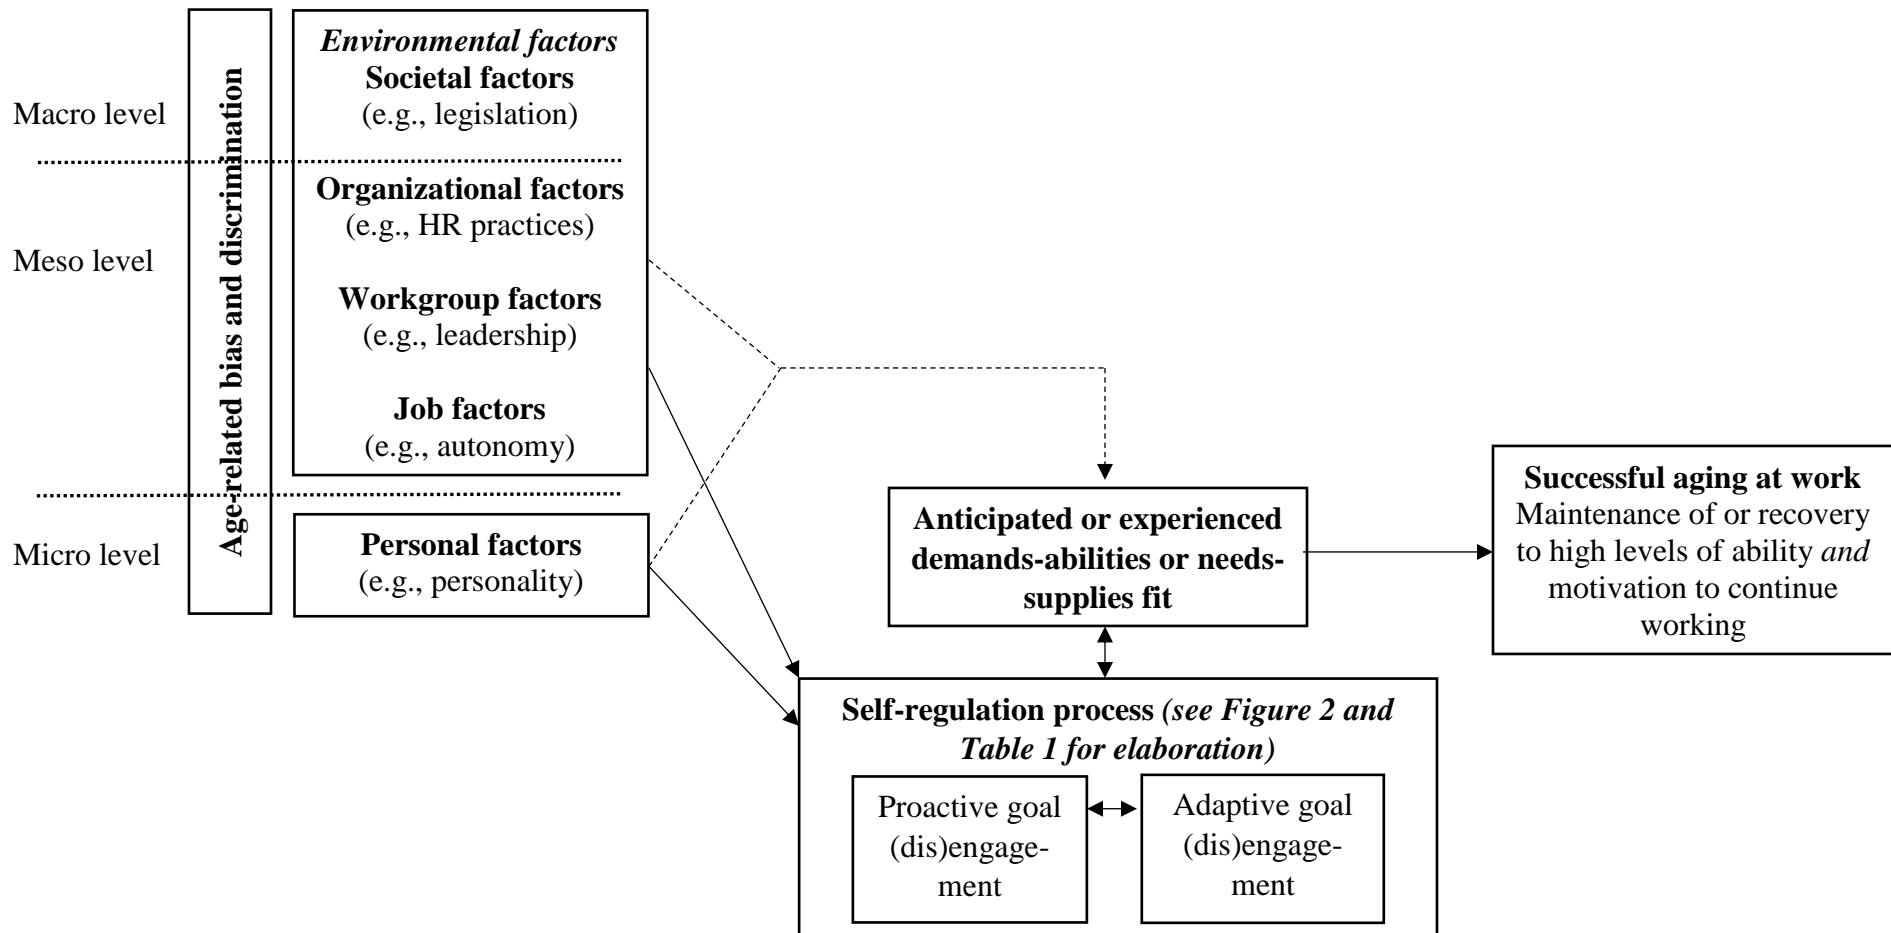 Macro level
Meso level
Micro level
Age-related bias and discrimination
Environmental factors
Societal factors
(e.g., legislation)
Organizational factors
(e.g., HR practices)
Workgroup factors
(e.g., leadership)
Job factors
(e.g., autonomy)
Personal factors
(e.g., personality)
Anticipated or experienced
demands-abilities or needs-
supplies fit
Successful aging at work
Maintenance of or recovery
to high levels of ability and
motivation to continue
working
Self-regulation process (see Figure 2 and
Table 1 for elaboration)
Proactive goal
(dis)engage-
ment
Adaptive goal
(dis)engage-
ment